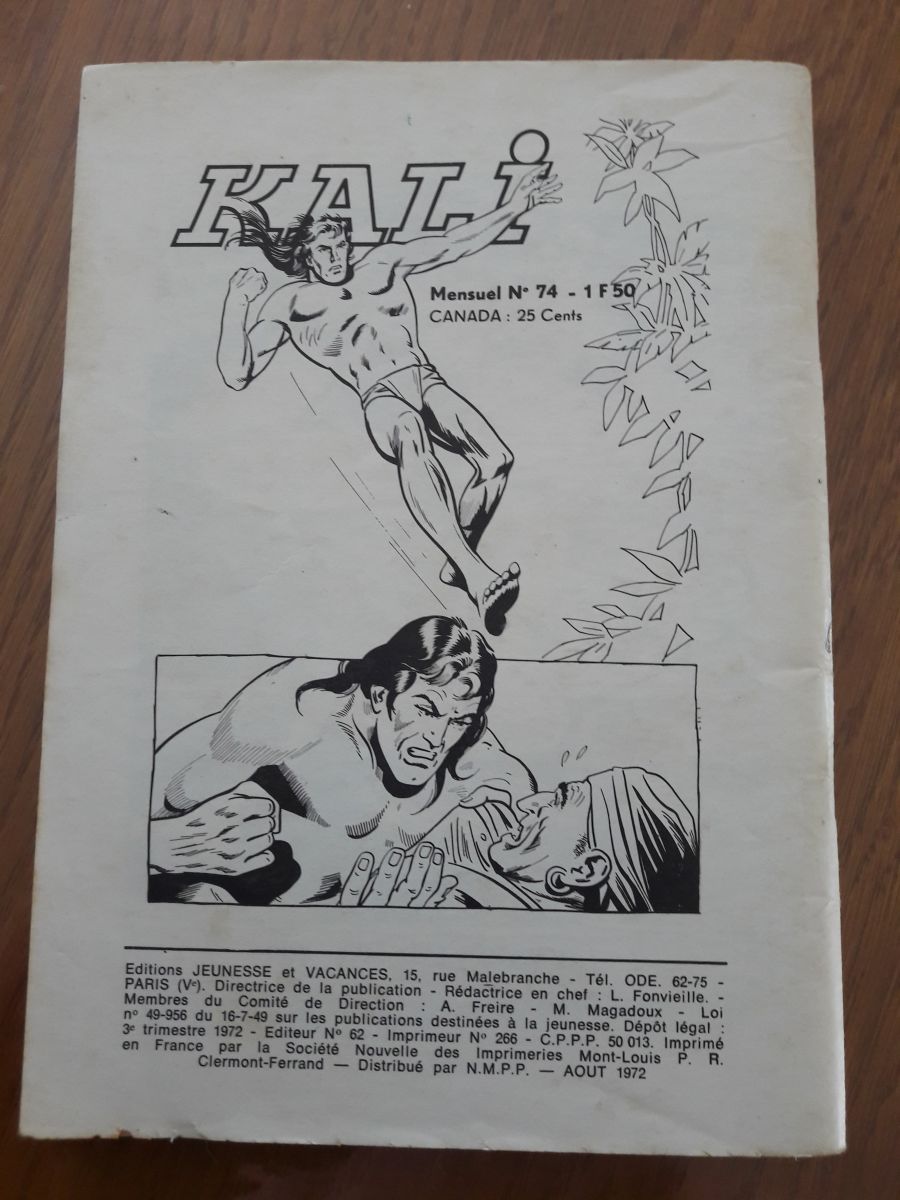 KALI
Mensuel N° 74 - 1 F 50
CANADA : 25 Cents
Editions JEUNESSE et VACANCES, 15, rue Malebranche - Tél. ODE. 62-75 -
PARIS (Ve). Directrice de la publication - Rédactrice en chef : L. Fonvieille. -
Membres du Comité de Direction : A. Freire - M. Magadoux - Loi
n° 49-956 du 16-7-49 sur les publications destinées à la jeunesse. Dépôt légal :
3e trimestre 1972 - Editeur N° 62 - Imprimeur N° 266 - C.P.P.P. 50 013. Imprimé
en France par la Société Nouvelle des Imprimeries Mont-Louis P. R.
Clermont-Ferrand — Distribué par N.M.P.P. — AOUT 1972